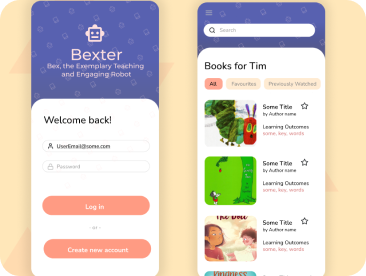 Bexter
Bex, the Exemplary Teaching
and Engaging Robot
Welcome back!
UserEmail@some.com
Password
Log in
- or -
Create new account
Search
Books for Tim
All
Favourites
Previously Watched
Some Title
by Author name
Learning Outcomes
some, key, words
Some Title
by Author name
Learning Outcomes
some, key, words
The Bad
Some Title
by Author name
Learning Outcomes
some, key, words
KINDNESS